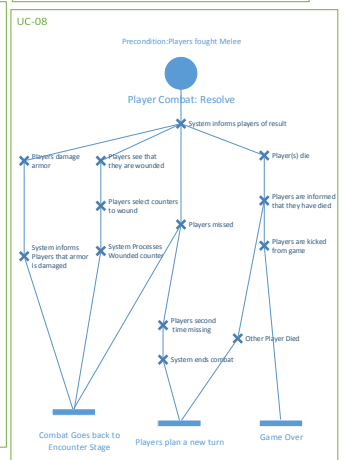 UC-08
Precondition:Players fought Melee
Player Combat: Resolve
System informs players of result
Players damage
armor
Players see that
they are wounded
Player(s) die
Players select counters
to wound
Players are informed
that they have died
Players missed
System informs
Players that armor
Is damaged
System Processes
Wounded counter
Players are kicked
from game
Players second
time missing
Other Player Died
System ends combat
Combat Goes back to
Encounter Stage
Players plan a new turn
Game Over